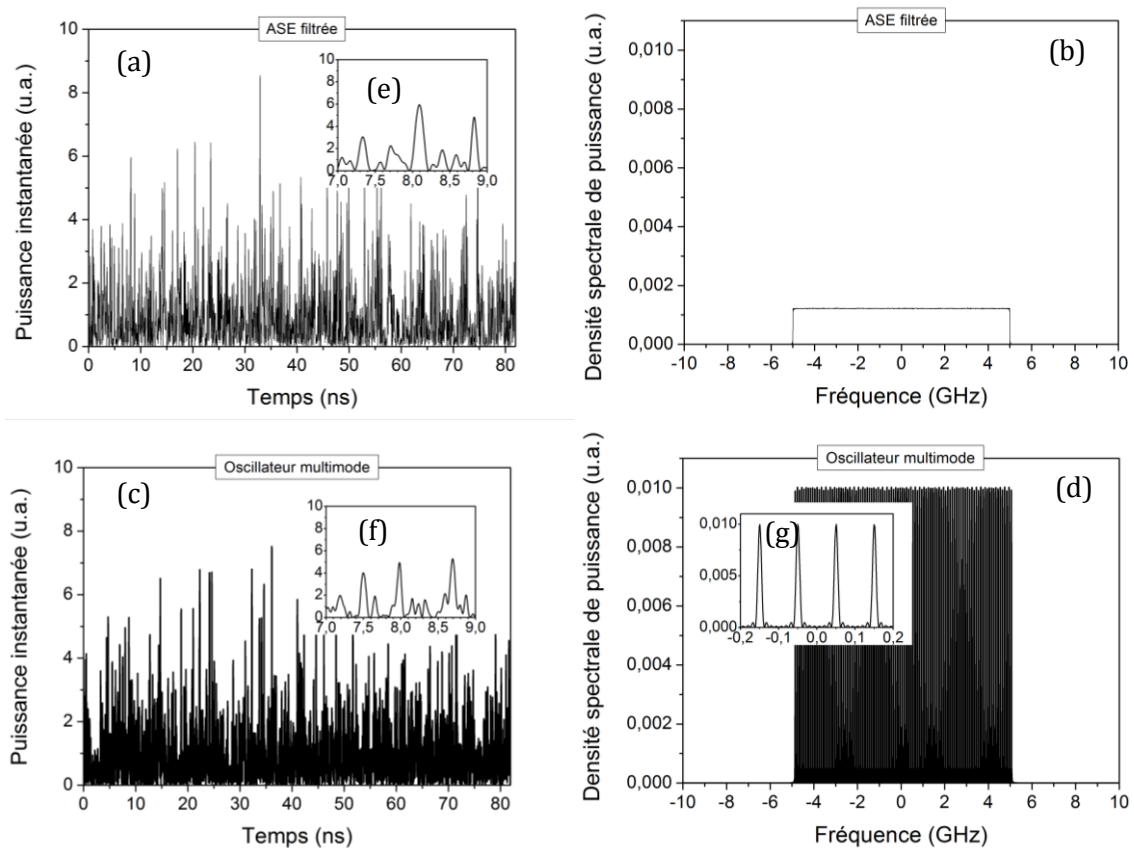 ASE filtrée
(a)
(e)
Puissance instantanée (u.a.)
10
8
6
4
2
0
10
8
6
4
2
0
7,0 7,5 8,0 8,5 9,0
0 10 20 30 40 50 60 70 80
Temps (ns)
ASE filtrée
(b)
Densité spectrale de puissance (u.a.)
0,010
0,008
0,006
0,004
0,002
0,000
-10 -8 -6 -4 -2 0 2 4 6 8 10
Fréquence (GHz)
Oscillateur multimode
(c)
(f)
Puissance instantanée (u.a.)
10
8
6
4
2
0
10
8
6
4
2
0
7,0 7,5 8,0 8,5 9,0
0 10 20 30 40 50 60 70 80
Temps (ns)
Oscillateur multimode
(d)
(g)
Densité spectrale de puissance (u.a.)
0,010
0,008
0,006
0,004
0,002
0,000
0,010
0,005
0,000
-0,2 -0,1 0,0 0,1 0,2
-10 -8 -6 -4 -2 0 2 4 6 8 10
Fréquence (GHz)